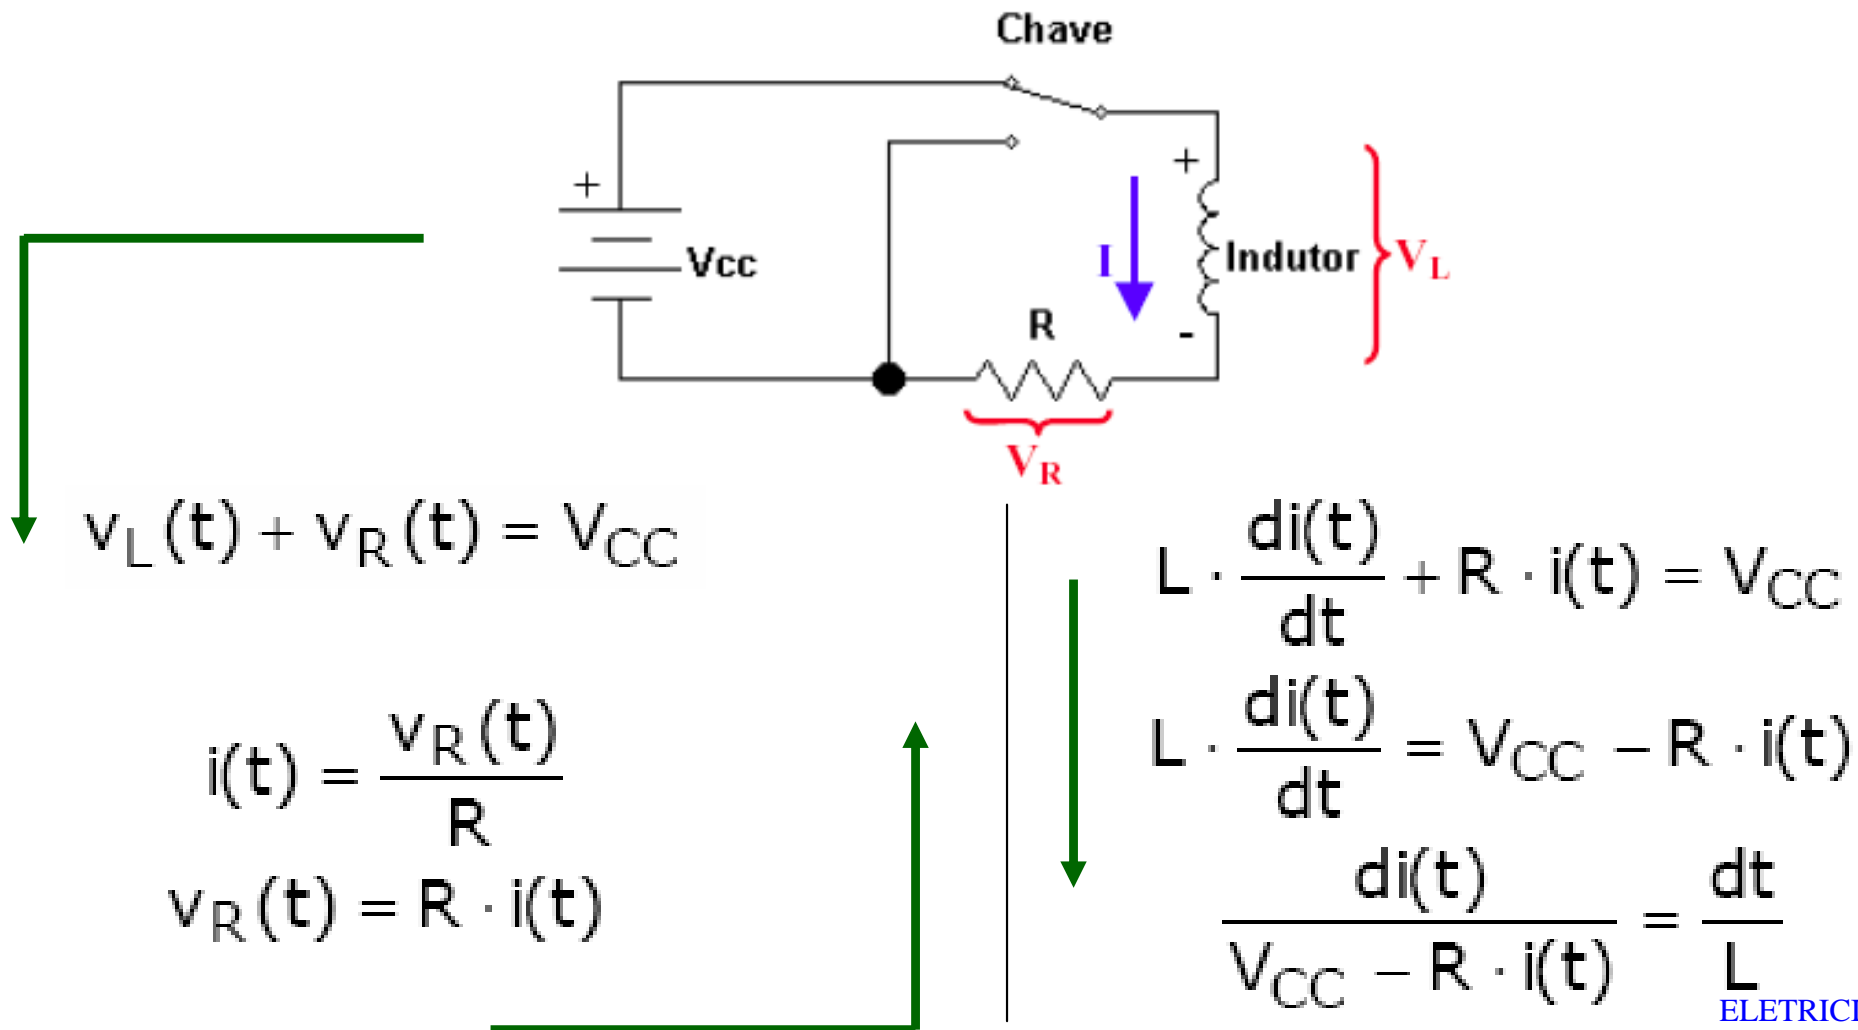 Chave
+
Vcc
+
I
Indutor
V_L
-
R
V_R
v_L(t) + v_R(t) = V_CC
i(t) = v_R(t) / R
v_R(t) = R · i(t)
L · di(t)/dt + R · i(t) = V_CC
L · di(t)/dt = V_CC − R · i(t)
di(t) / (V_CC − R · i(t)) = dt / L
ELETRICI